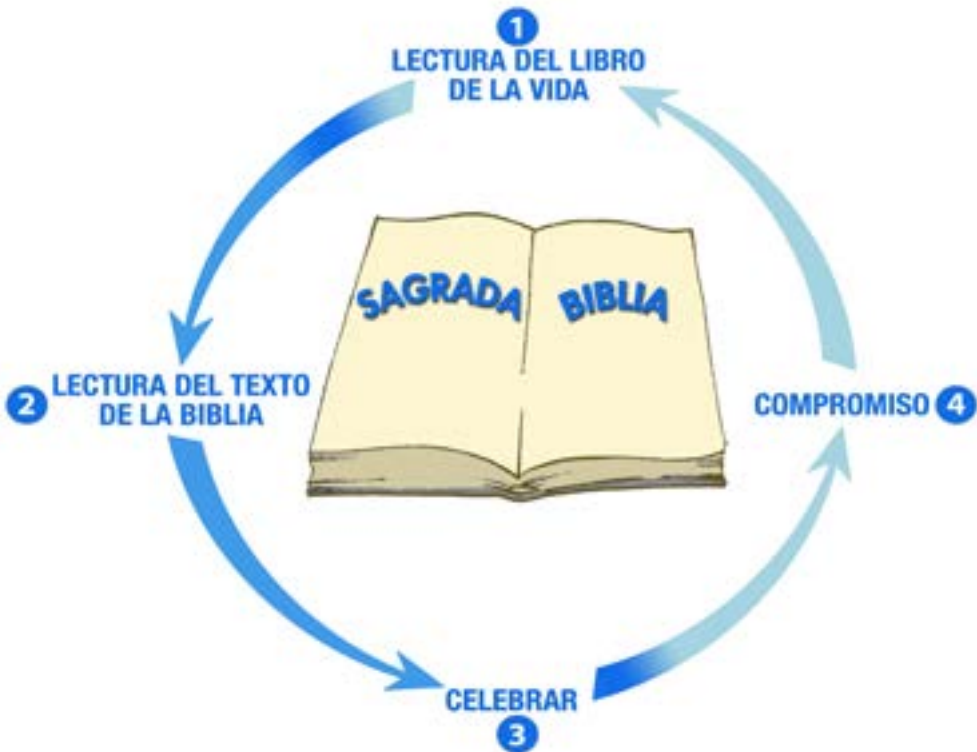 1
LECTURA DEL LIBRO
DE LA VIDA
SAGRADA BIBLIA
2 LECTURA DEL TEXTO
DE LA BIBLIA
COMPROMISO 4
CELEBRAR
3